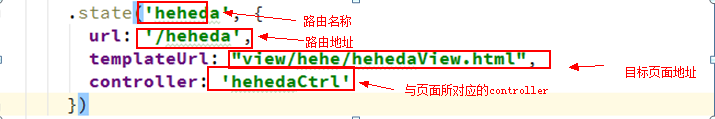 .state('heheda', {
路由名称
url: '/heheda',
路由地址
templateUrl: "view/hehe/hehedaView.html",
目标页面地址
controller: 'hehedaCtrl'
与页面所对应的controller
})